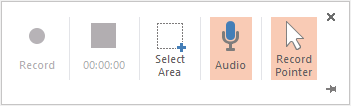 Record
00:00:00
Select
Area
Audio
Record
Pointer